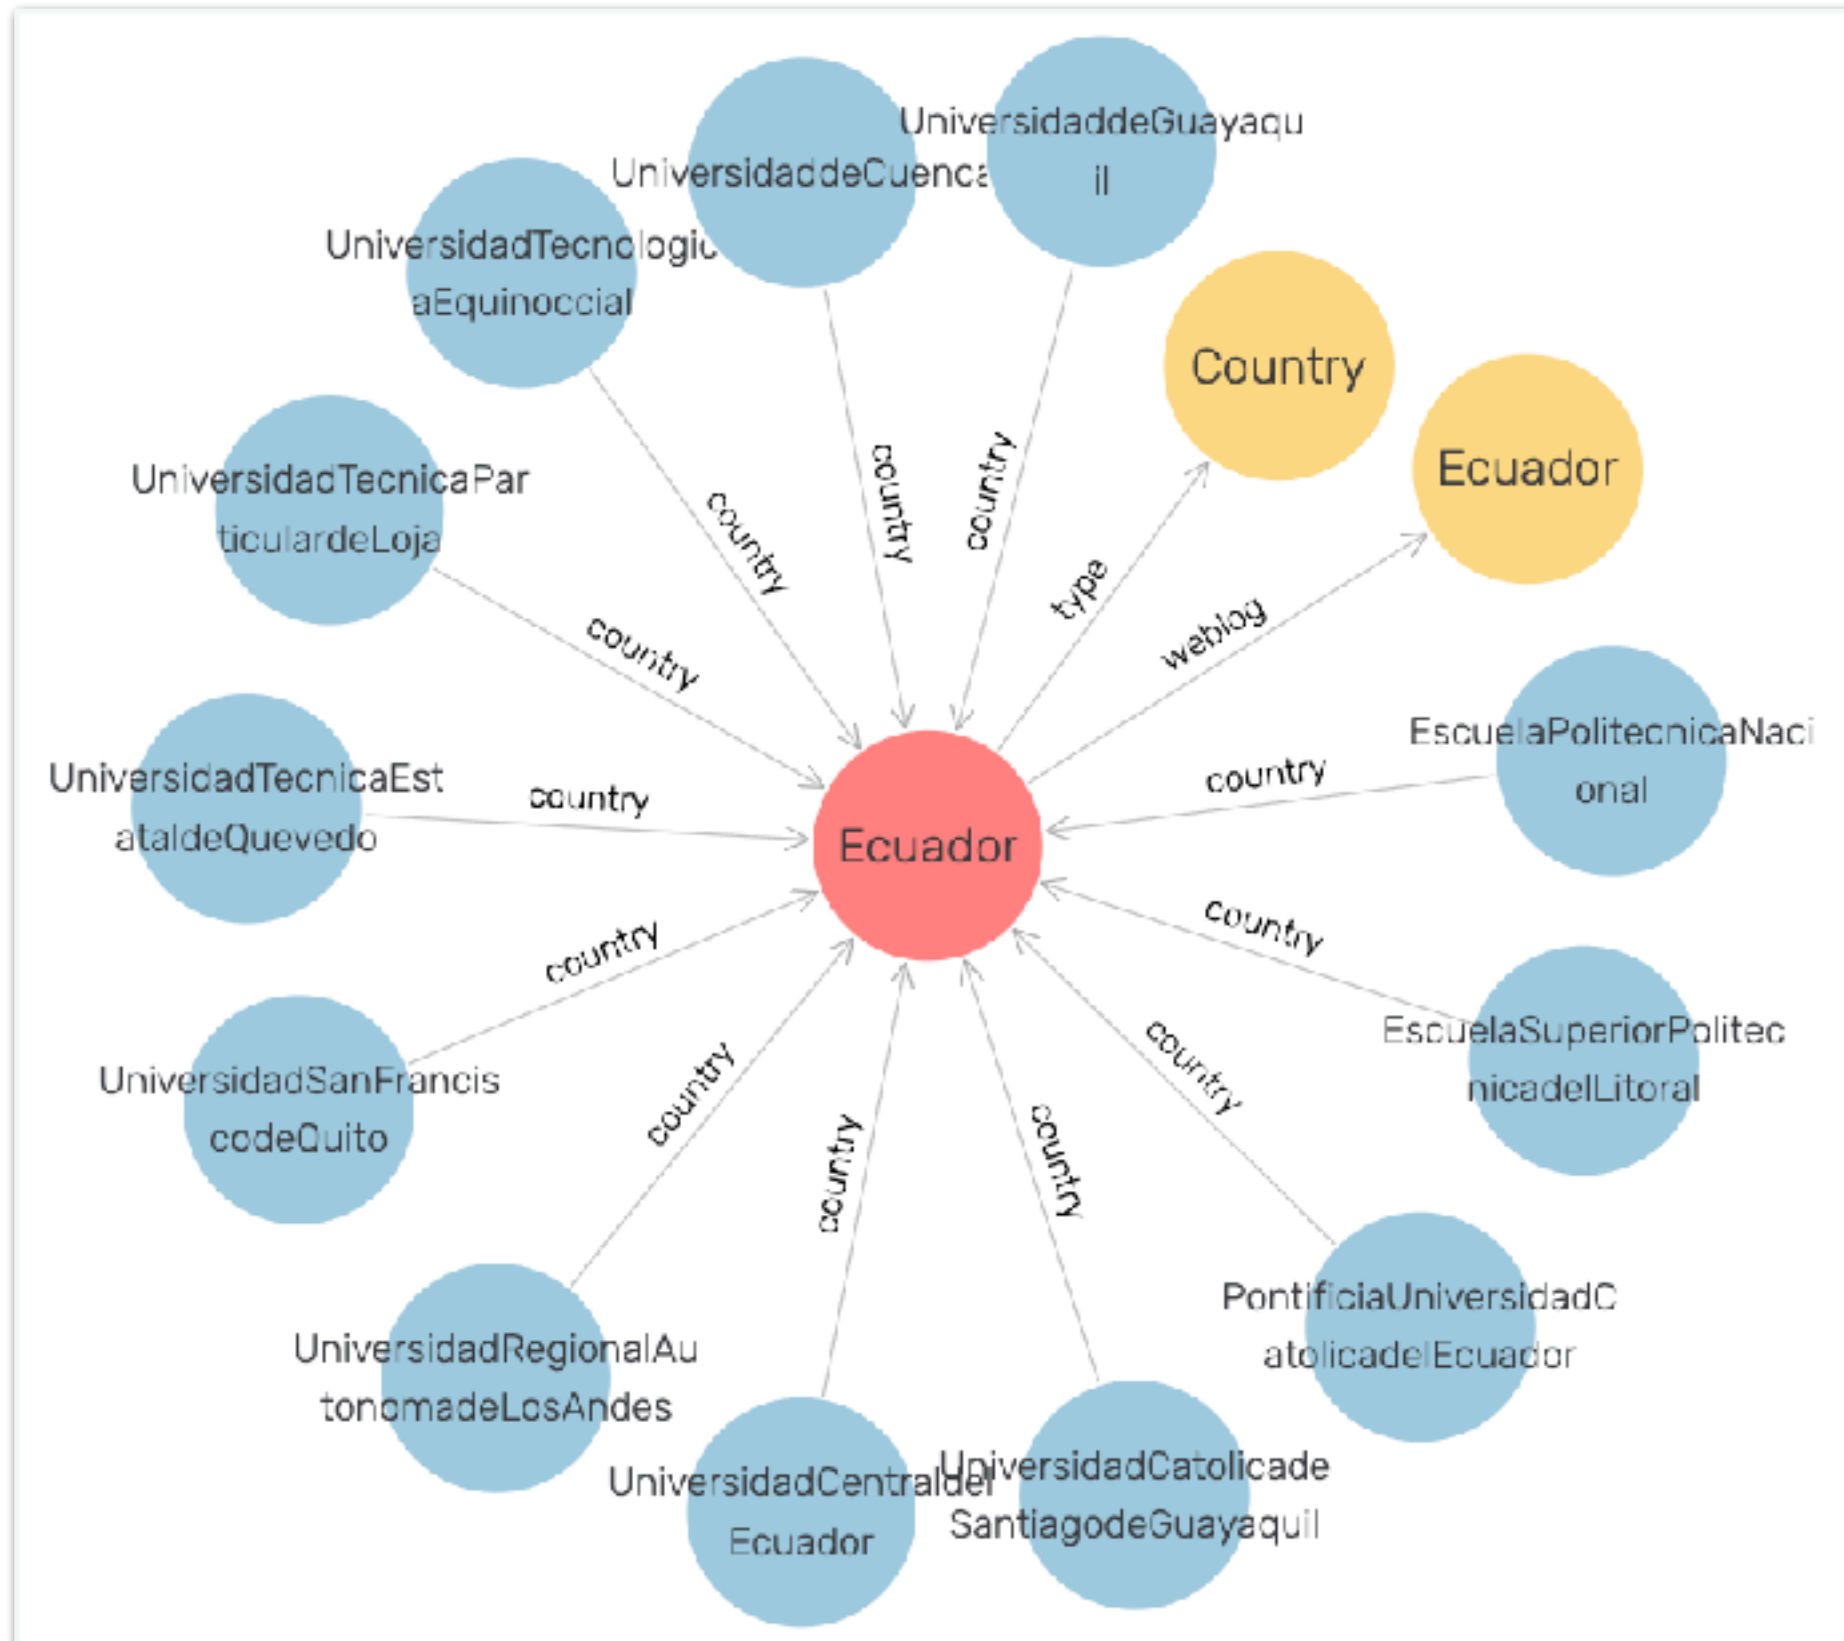 UniversidaddeGuayaqu
il
UniversidaddeCuenca
UniversidadTecnologic
aEquinoccial
Country
Ecuador
UniversidadTecnicaPar
ticulardeLoja
country
country
country
country
type
weblog
UniversidadTecnicaEst
ataldeQuevedo
country
Ecuador
country
EscuelaPolitecnicaNaci
onal
country
country
EscuelaSuperiorPolitec
nicadelLitoral
UniversidadSanFrancis
codeQuito
country
country
country
country
PontificiaUniversidadC
atolicadelEcuador
UniversidadRegionalAu
tonomadeLosAndes
UniversidadCentraldel
Ecuador
UniversidadCatolicade
SantiagodeGuayaquil